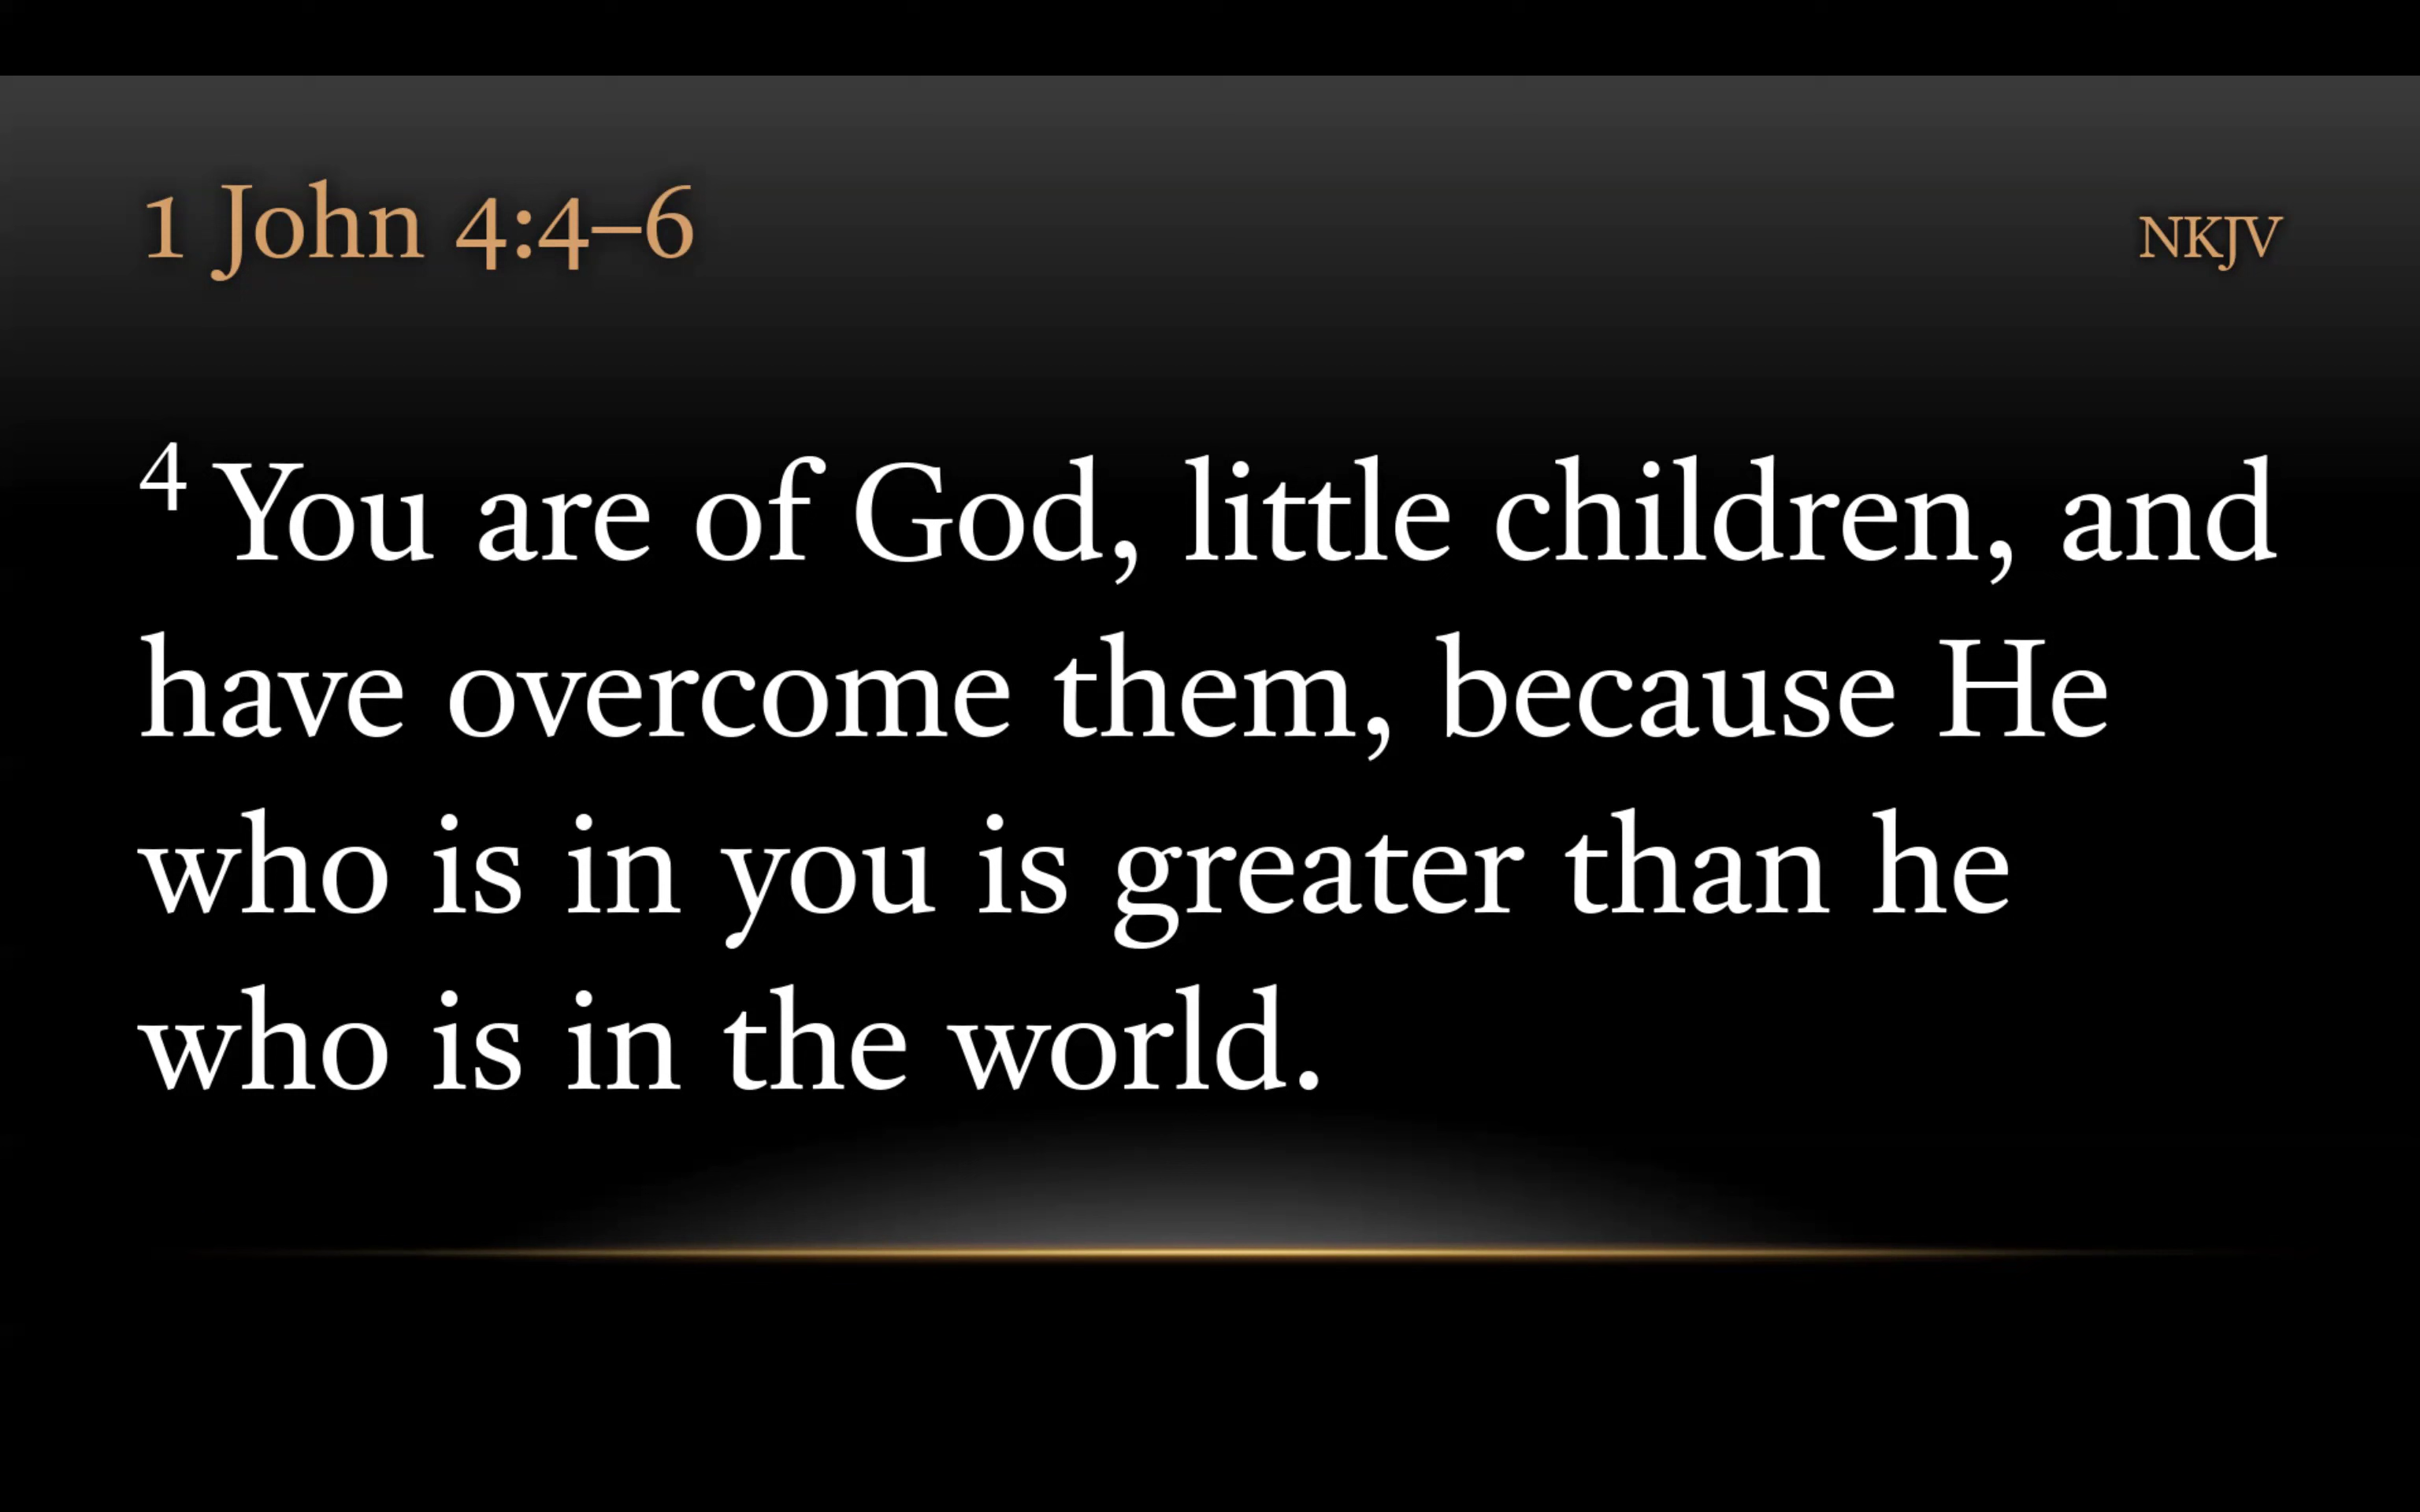 1 John 4:4–6
NKJV
4 You are of God, little children, and
have overcome them, because He
who is in you is greater than he
who is in the world.